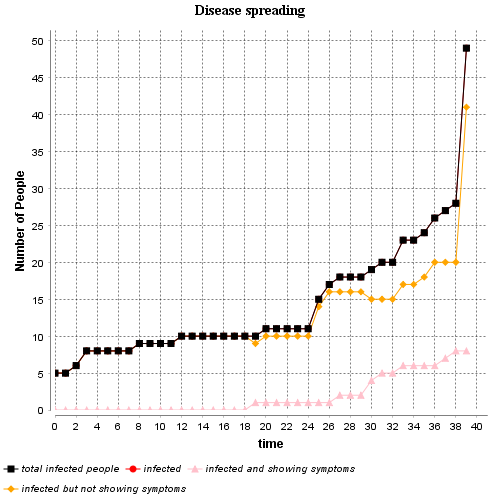 Disease spreading
Number of People
50
45
40
35
30
25
20
15
10
5
0
0 2 4 6 8 10 12 14 16 18 20 22 24 26 28 30 32 34 36 38 40
time
total infected people infected infected and showing symptoms
infected but not showing symptoms